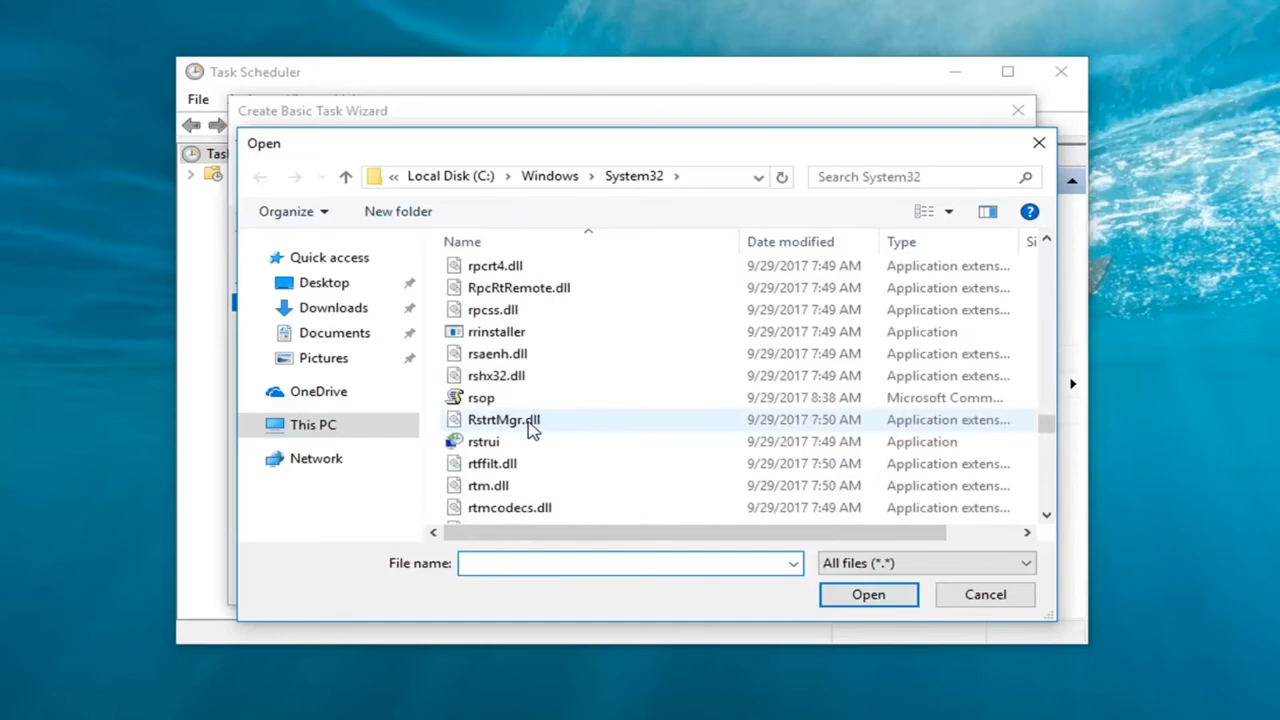 Task Scheduler
File
Create Basic Task Wizard
Open
Tas
« Local Disk (C:) > Windows > System32 >
Search System32
Organize
New folder
Quick access
Desktop
Downloads
Documents
Pictures
OneDrive
This PC
Network
Name Date modified Type Si
rpcrt4.dll 9/29/2017 7:49 AM Application extens...
RpcRtRemote.dll 9/29/2017 7:49 AM Application extens...
rpcss.dll 9/29/2017 7:49 AM Application extens...
rrinstaller 9/29/2017 7:49 AM Application
rsaenh.dll 9/29/2017 7:49 AM Application extens...
rshx32.dll 9/29/2017 7:49 AM Application extens...
rsop 9/29/2017 8:38 AM Microsoft Comm...
RstrtMgr.dll 9/29/2017 7:50 AM Application extens...
rstrui 9/29/2017 7:49 AM Application
rtffilt.dll 9/29/2017 7:50 AM Application extens...
rtm.dll 9/29/2017 7:50 AM Application extens...
rtmcodecs.dll 9/29/2017 7:49 AM Application extens...
File name:
All files (*.*)
Open
Cancel